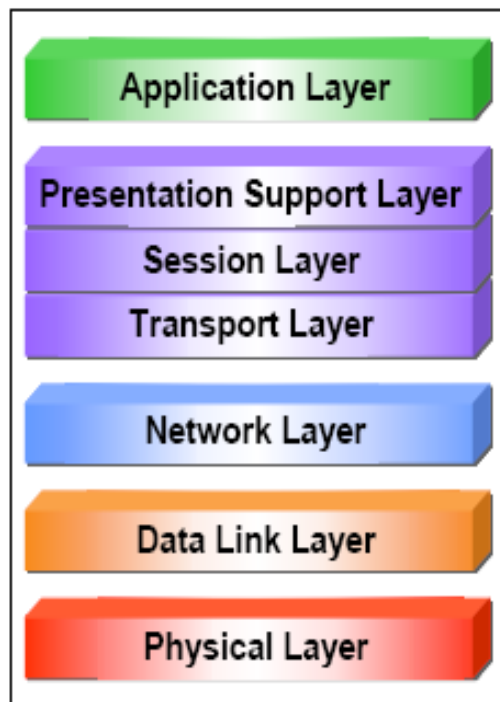 Application Layer
Presentation Support Layer
Session Layer
Transport Layer
Network Layer
Data Link Layer
Physical Layer